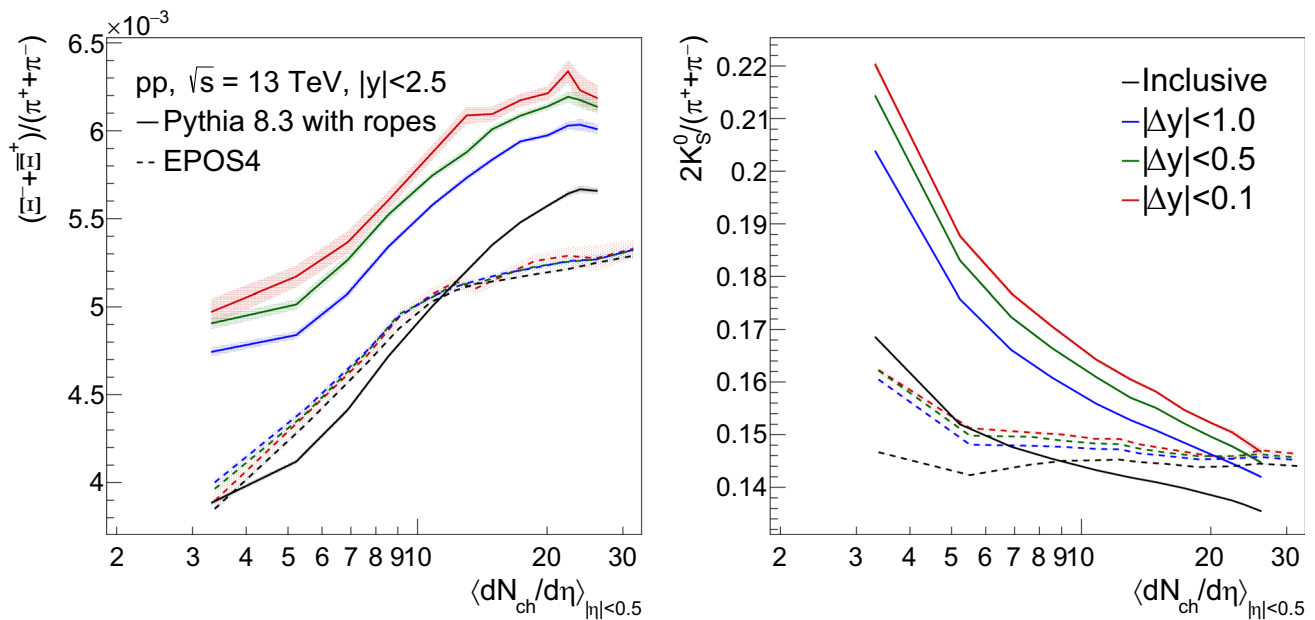 ×10⁻³
6.5
6
5.5
5
4.5
4
(Ξ⁻+Ξ̅⁺)/(π⁺+π⁻)
pp, √s = 13 TeV, |y|<2.5
Pythia 8.3 with ropes
EPOS4
2 3 4 5 6 7 8 910 20 30
⟨dN_ch/dη⟩_|η|<0.5
0.22
0.21
0.2
0.19
0.18
0.17
0.16
0.15
0.14
2K⁰_S/(π⁺+π⁻)
Inclusive
|Δy|<1.0
|Δy|<0.5
|Δy|<0.1
2 3 4 5 6 7 8 910 20 30
⟨dN_ch/dη⟩_|η|<0.5